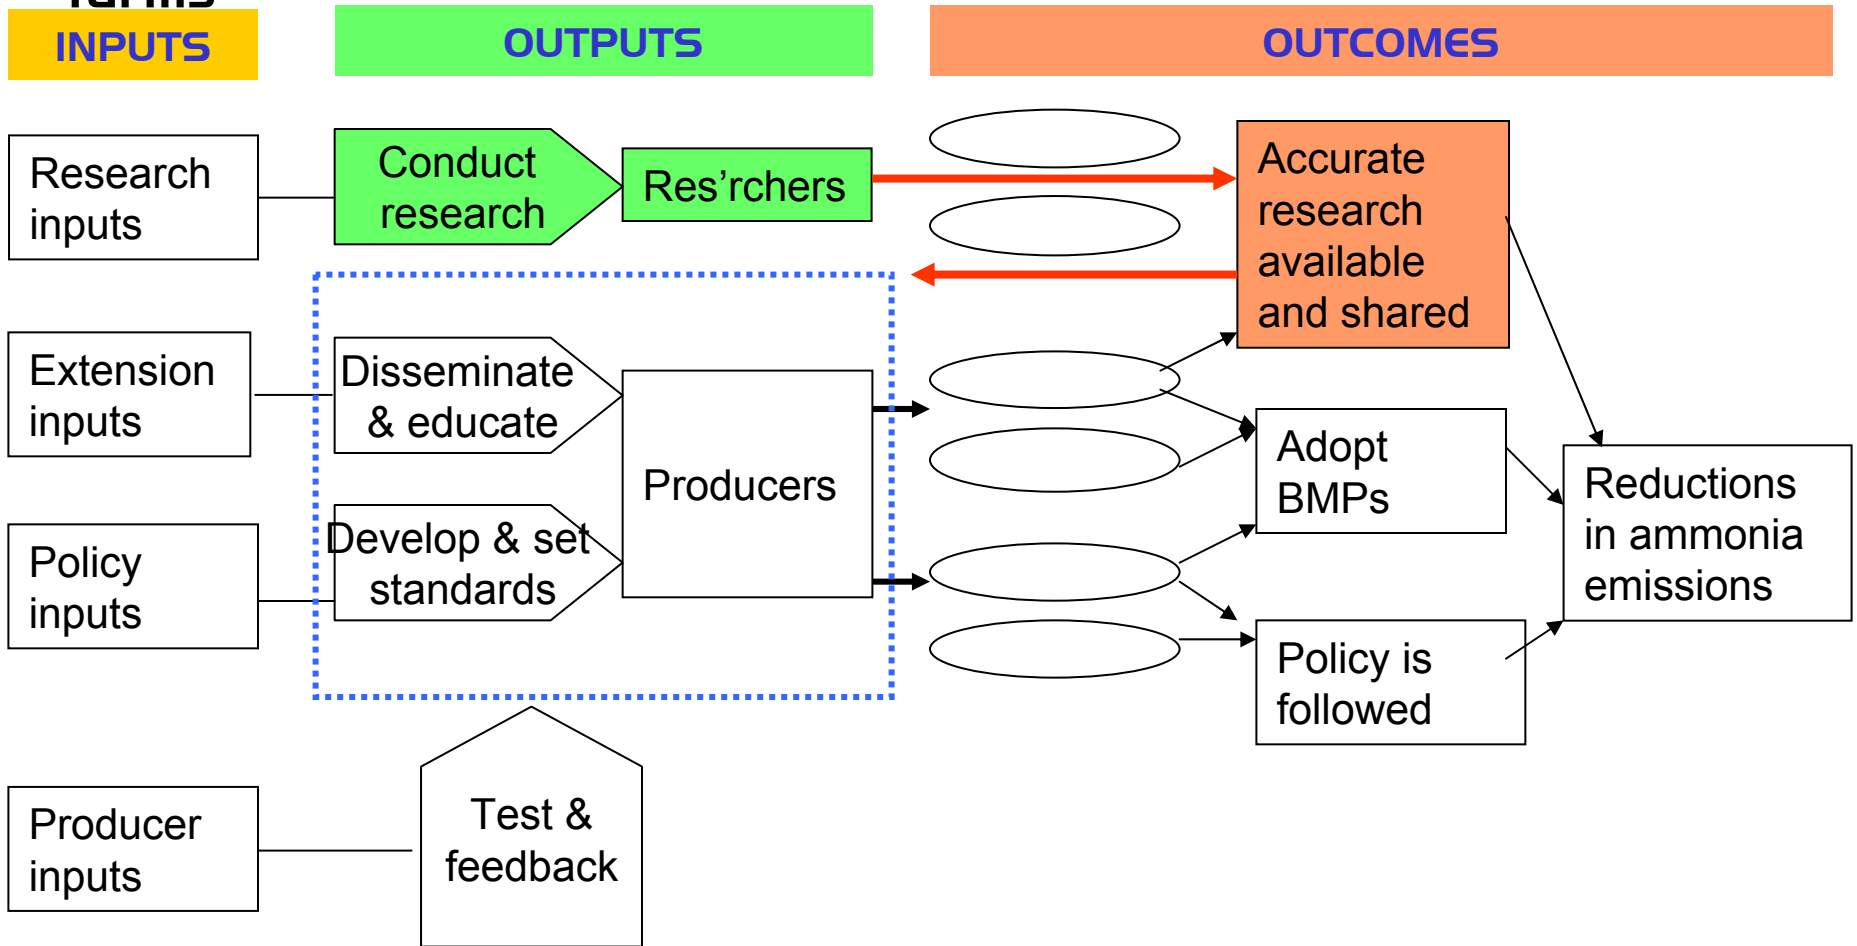 INPUTS
OUTPUTS
OUTCOMES
Research
inputs
Conduct
research
Res’rchers
Accurate
research
available
and shared
Extension
inputs
Disseminate
& educate
Producers
Adopt
BMPs
Reductions
in ammonia
emissions
Policy
inputs
Develop & set
standards
Policy is
followed
Producer
inputs
Test &
feedback